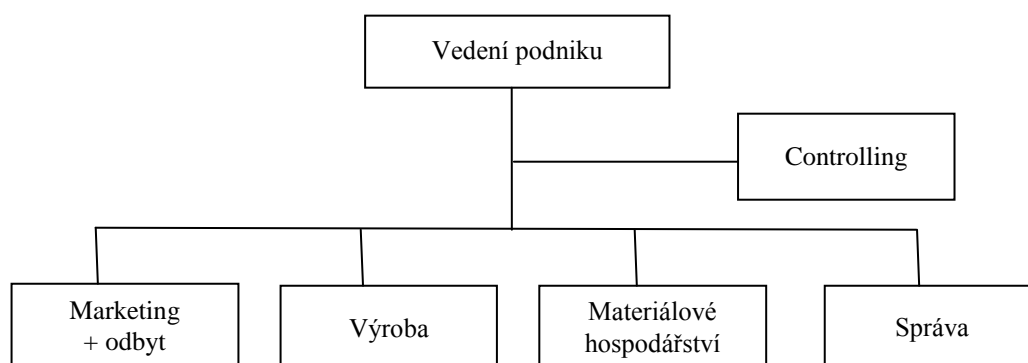 Vedení podniku
Controlling
Marketing
+ odbyt
Výroba
Materiálové
hospodářství
Správa